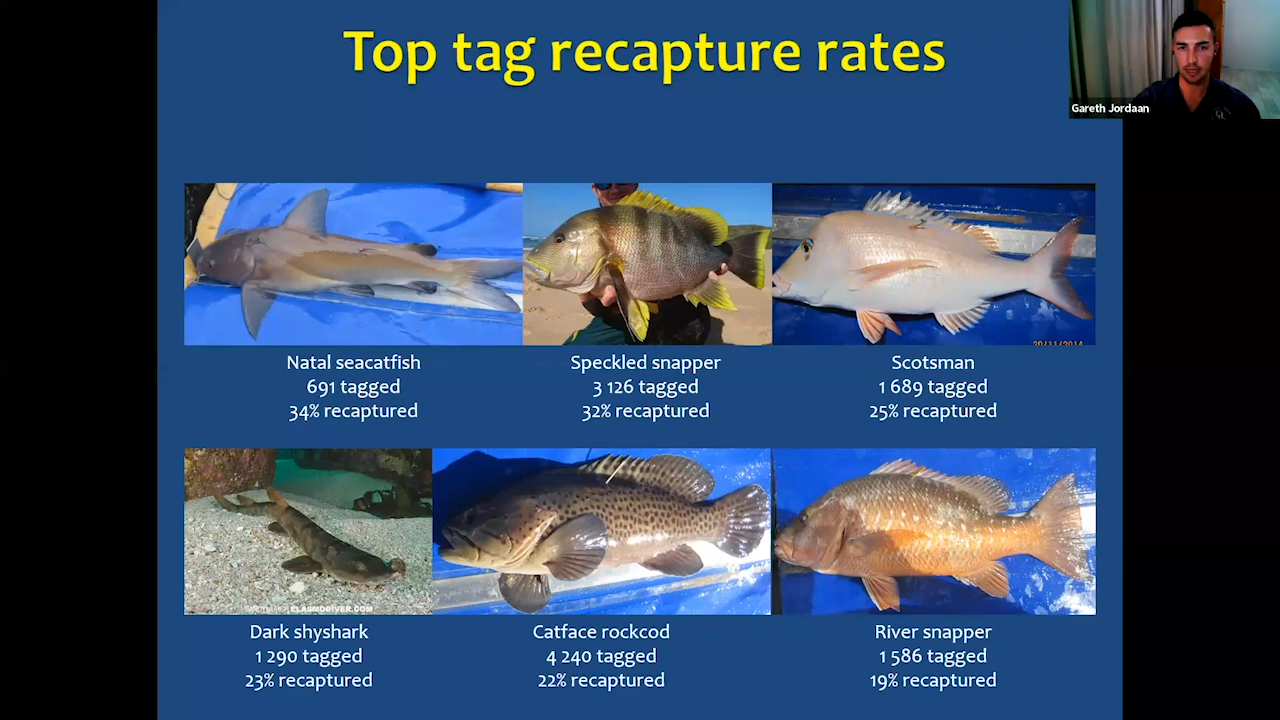 Top tag recapture rates
Gareth Jordaan
20/11/2014
Natal seacatfish
691 tagged
34% recaptured
Speckled snapper
3 126 tagged
32% recaptured
Scotsman
1 689 tagged
25% recaptured
ELASMODIVER.COM
Dark shyshark
1 290 tagged
23% recaptured
Catface rockcod
4 240 tagged
22% recaptured
River snapper
1 586 tagged
19% recaptured